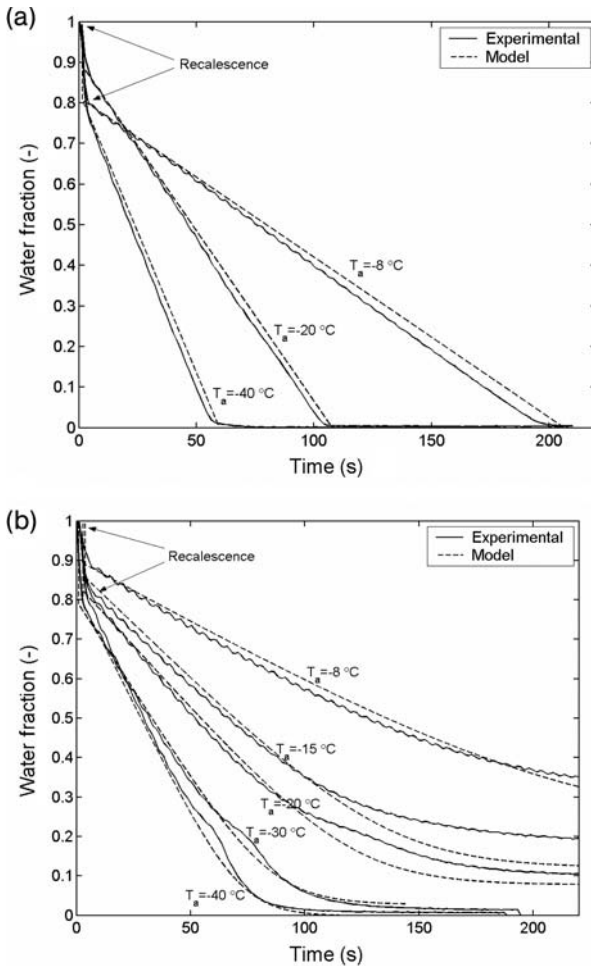 (a)
Experimental
Model
Recalescence
Water fraction (-)
1
0.9
0.8
0.7
0.6
0.5
0.4
0.3
0.2
0.1
0
Ta=-8 °C
Ta=-20 °C
Ta=-40 °C
0 50 100 150 200
Time (s)
(b)
Experimental
Model
Recalescence
Water fraction (-)
1
0.9
0.8
0.7
0.6
0.5
0.4
0.3
0.2
0.1
0
Ta=-8 °C
Ta=-15 °C
Ta=-20 °C
Ta=-30 °C
Ta=-40 °C
0 50 100 150 200
Time (s)